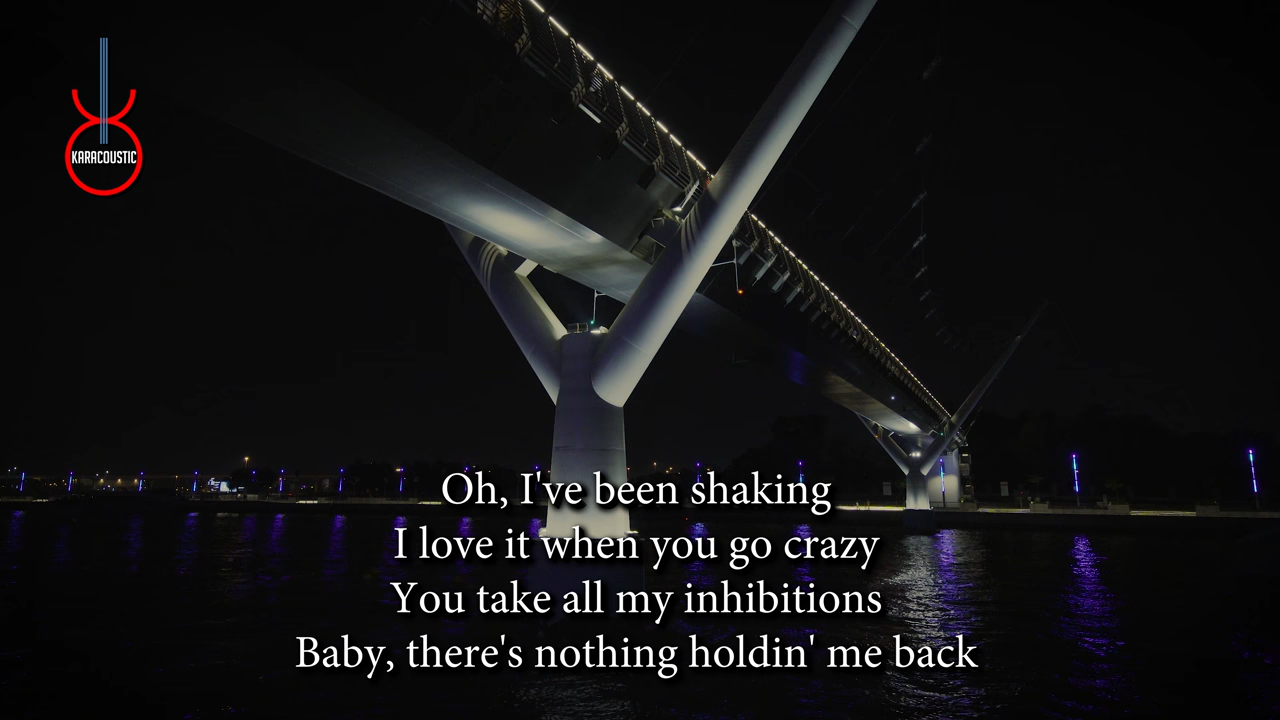 KARACOUSTIC
Oh, I've been shaking
I love it when you go crazy
You take all my inhibitions
Baby, there's nothing holdin' me back